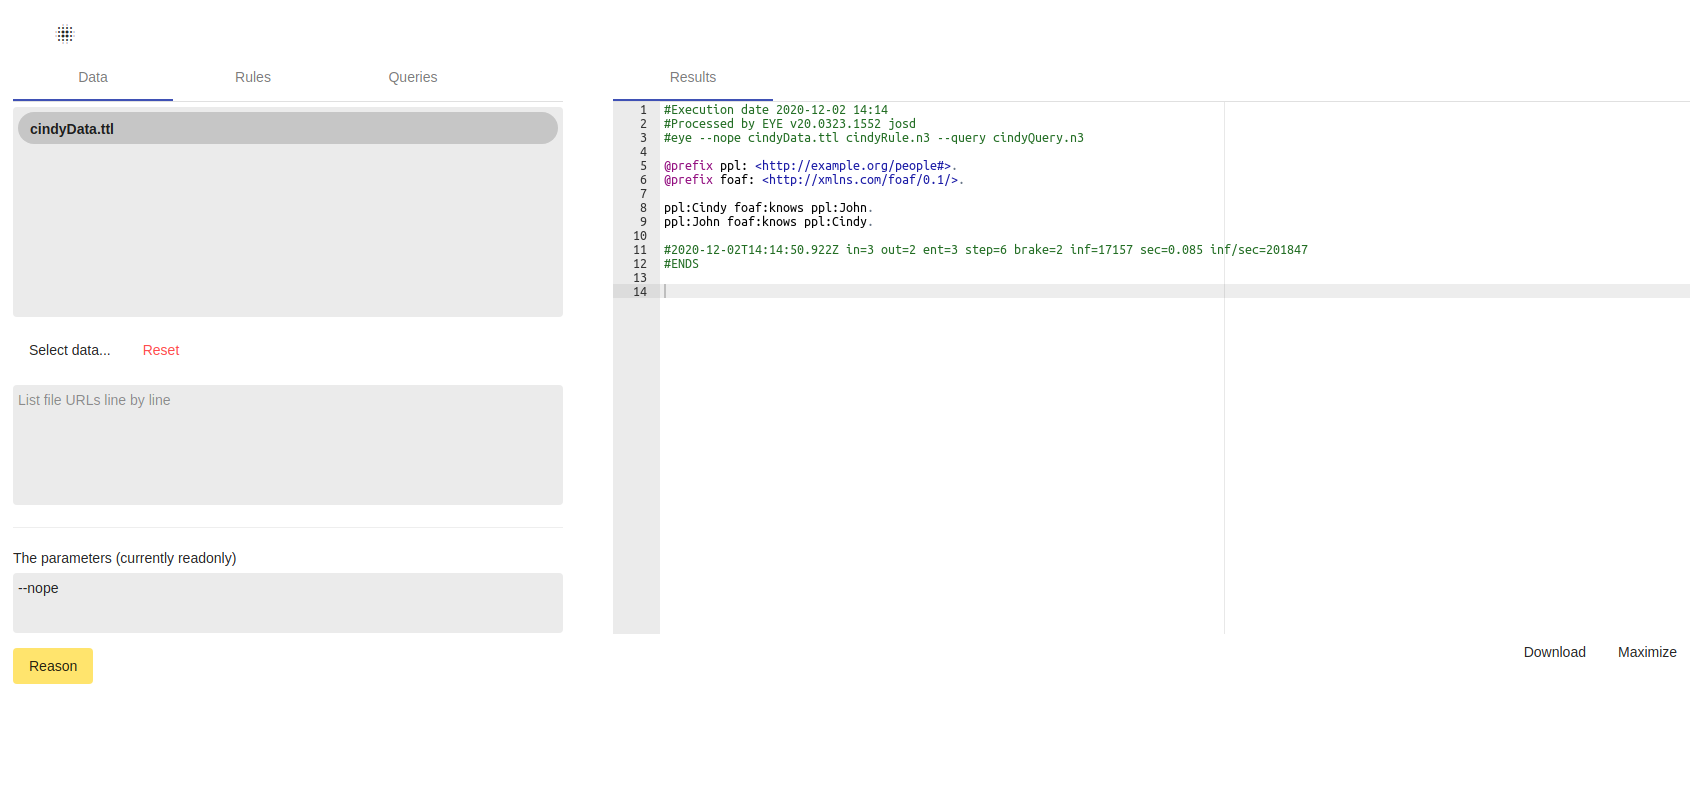 Data Rules Queries
cindyData.ttl
Select data... Reset
List file URLs line by line
The parameters (currently readonly)
--nope
Reason
Results
1 #Execution date 2020-12-02 14:14
2 #Processed by EYE v20.0323.1552 josd
3 #eye --nope cindyData.ttl cindyRule.n3 --query cindyQuery.n3
4
5 @prefix ppl: <http://example.org/people#>.
6 @prefix foaf: <http://xmlns.com/foaf/0.1/>.
7
8 ppl:Cindy foaf:knows ppl:John.
9 ppl:John foaf:knows ppl:Cindy.
10
11 #2020-12-02T14:14:50.922Z in=3 out=2 ent=3 step=6 brake=2 inf=17157 sec=0.085 inf/sec=201847
12 #ENDS
13
14
Download Maximize